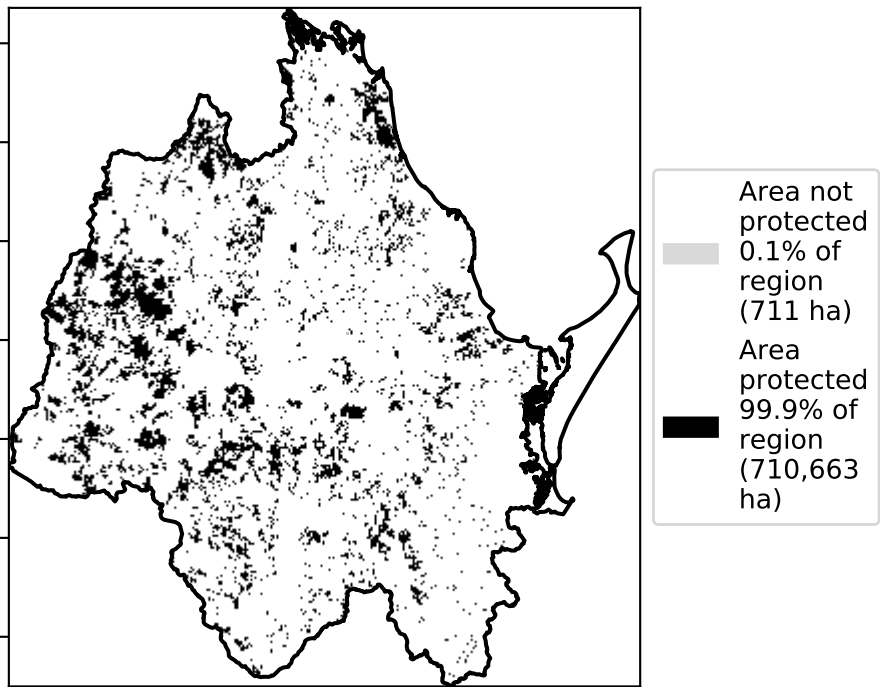 Area not
protected
0.1% of
region
(711 ha)
Area
protected
99.9% of
region
(710,663
ha)